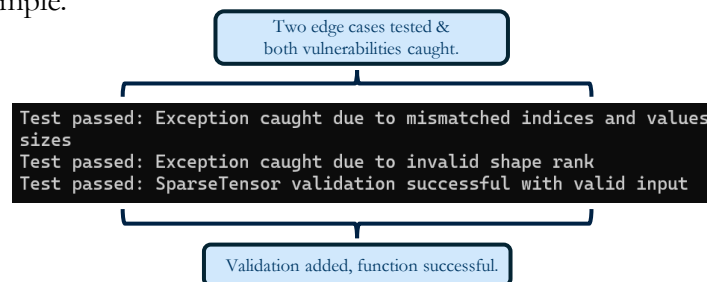 Two edge cases tested &
both vulnerabilities caught.
Test passed: Exception caught due to mismatched indices and values
sizes
Test passed: Exception caught due to invalid shape rank
Test passed: SparseTensor validation successful with valid input
Validation added, function successful.